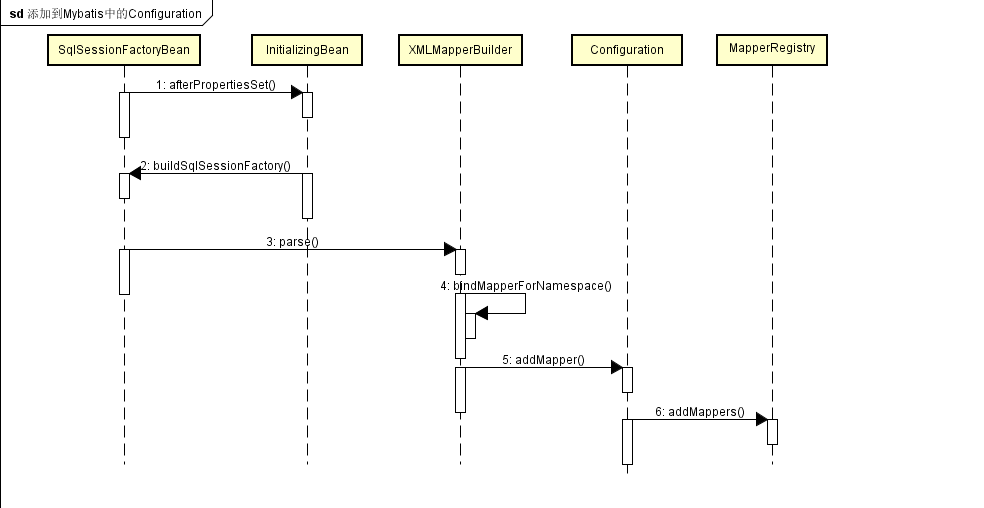 sd 添加到Mybatis中的Configuration
SqlSessionFactoryBean
InitializingBean
XMLMapperBuilder
Configuration
MapperRegistry
1: afterPropertiesSet()
2: buildSqlSessionFactory()
3: parse()
4: bindMapperForNamespace()
5: addMapper()
6: addMappers()